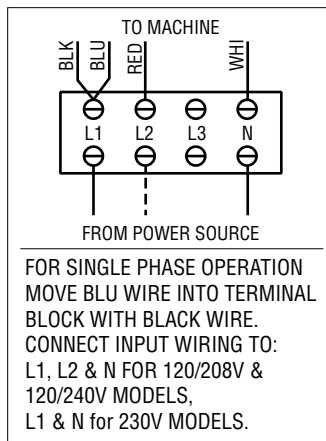 TO MACHINE
BLK BLU RED WHI
L1 L2 L3 N
FROM POWER SOURCE
FOR SINGLE PHASE OPERATION
MOVE BLU WIRE INTO TERMINAL
BLOCK WITH BLACK WIRE.
CONNECT INPUT WIRING TO:
L1, L2 & N FOR 120/208V &
120/240V MODELS,
L1 & N for 230V MODELS.